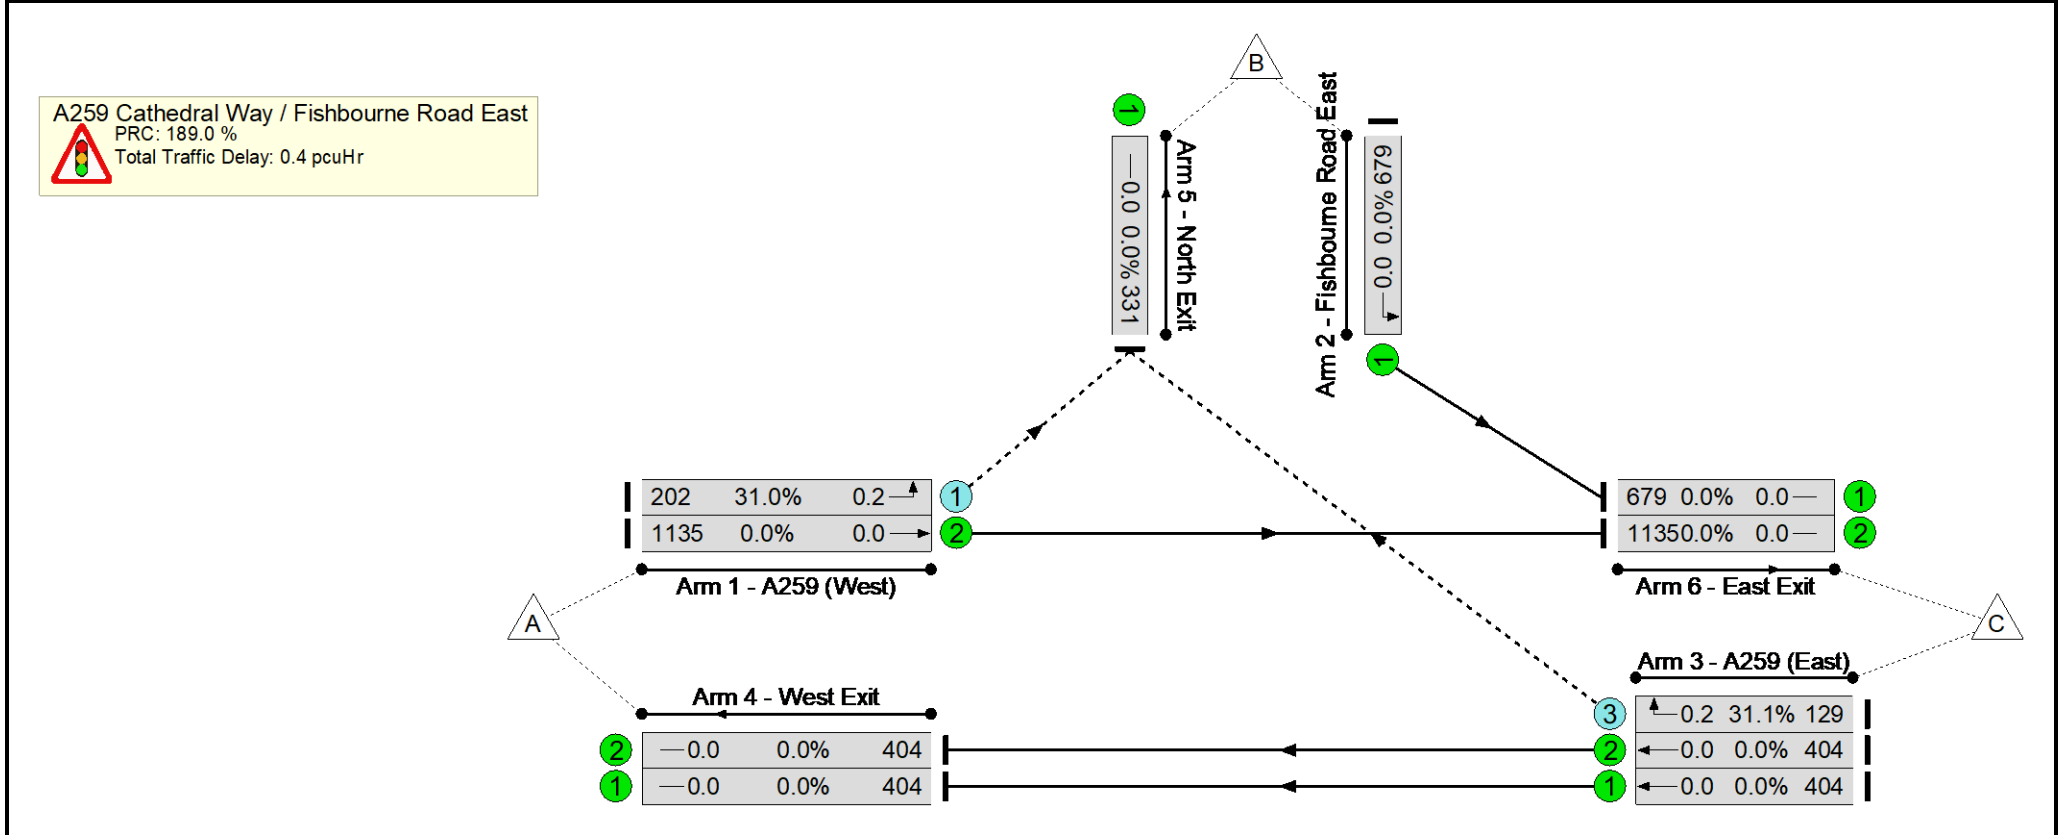 A259 Cathedral Way / Fishbourne Road East
PRC: 189.0 %
Total Traffic Delay: 0.4 pcuHr
B
1
0.0 0.0% 331
Arm 5 - North Exit
Arm 2 - Fishbourne Road East
679 0.0% 0.0
1
202 31.0% 0.2 1
1135 0.0% 0.0 2
Arm 1 - A259 (West)
679 0.0% 0.0 1
1135 0.0% 0.0 2
Arm 6 - East Exit
A
C
Arm 4 - West Exit
2 0.0 0.0% 404
1 0.0 0.0% 404
Arm 3 - A259 (East)
3 0.2 31.1% 129
2 0.0 0.0% 404
1 0.0 0.0% 404